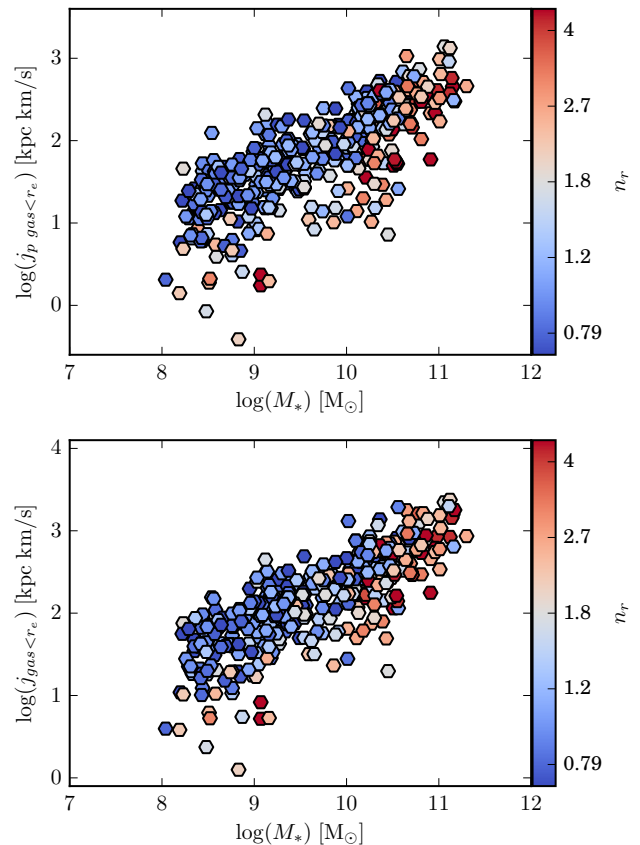 3
2
1
0
log(j_p gas<r_e) [kpc km/s]
7 8 9 10 11 12
log(M_*) [M_⊙]
4
2.7
1.8
1.2
0.79
n_r
4
3
2
1
0
log(j_gas<r_e) [kpc km/s]
7 8 9 10 11 12
log(M_*) [M_⊙]
4
2.7
1.8
1.2
0.79
n_r